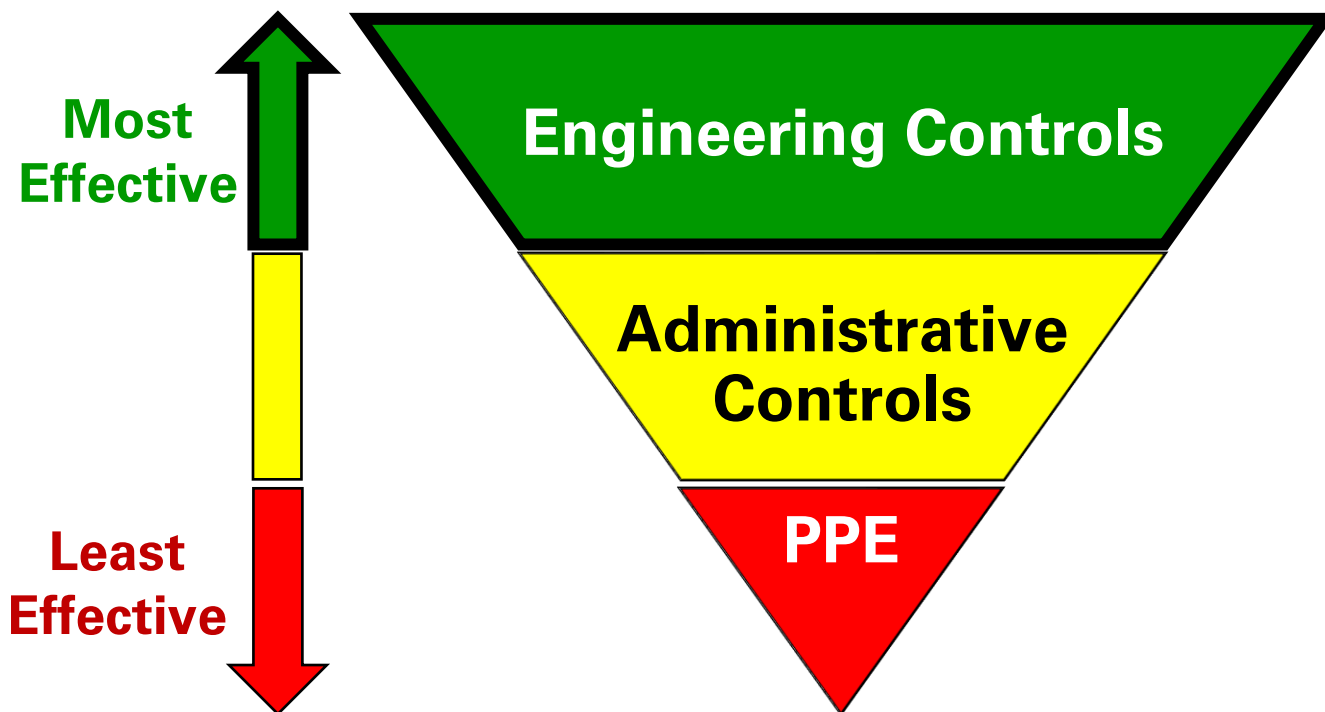 Most
Effective
Engineering Controls
Administrative
Controls
PPE
Least
Effective